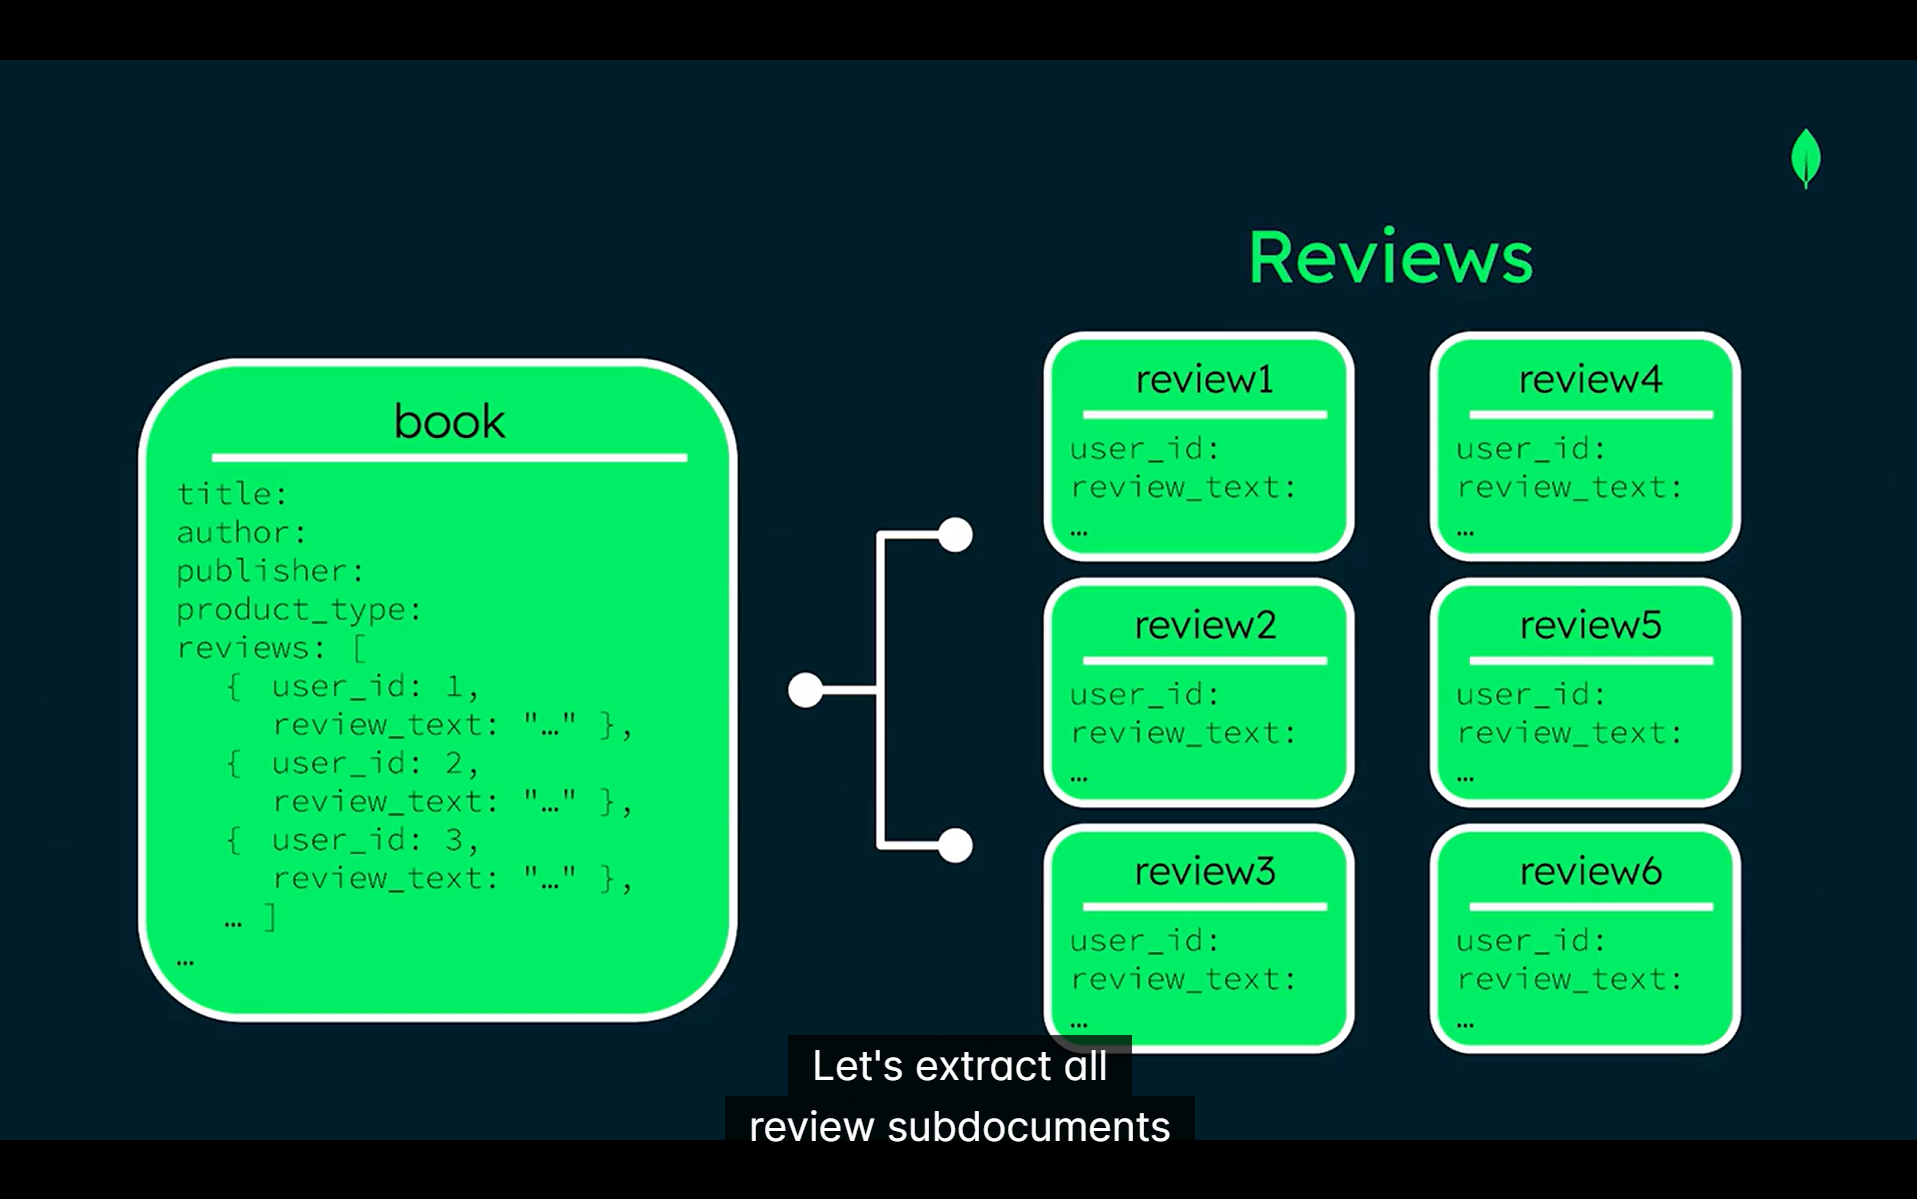 Reviews
book
title:
author:
publisher:
product_type:
reviews: [
{ user_id: 1,
review_text: "…" },
{ user_id: 2,
review_text: "…" },
{ user_id: 3,
review_text: "…" },
… ]
…
review1
user_id:
review_text:
…
review4
user_id:
review_text:
…
review2
user_id:
review_text:
…
review5
user_id:
review_text:
…
review3
user_id:
review_text:
…
review6
user_id:
review_text:
…
Let's extract all
review subdocuments